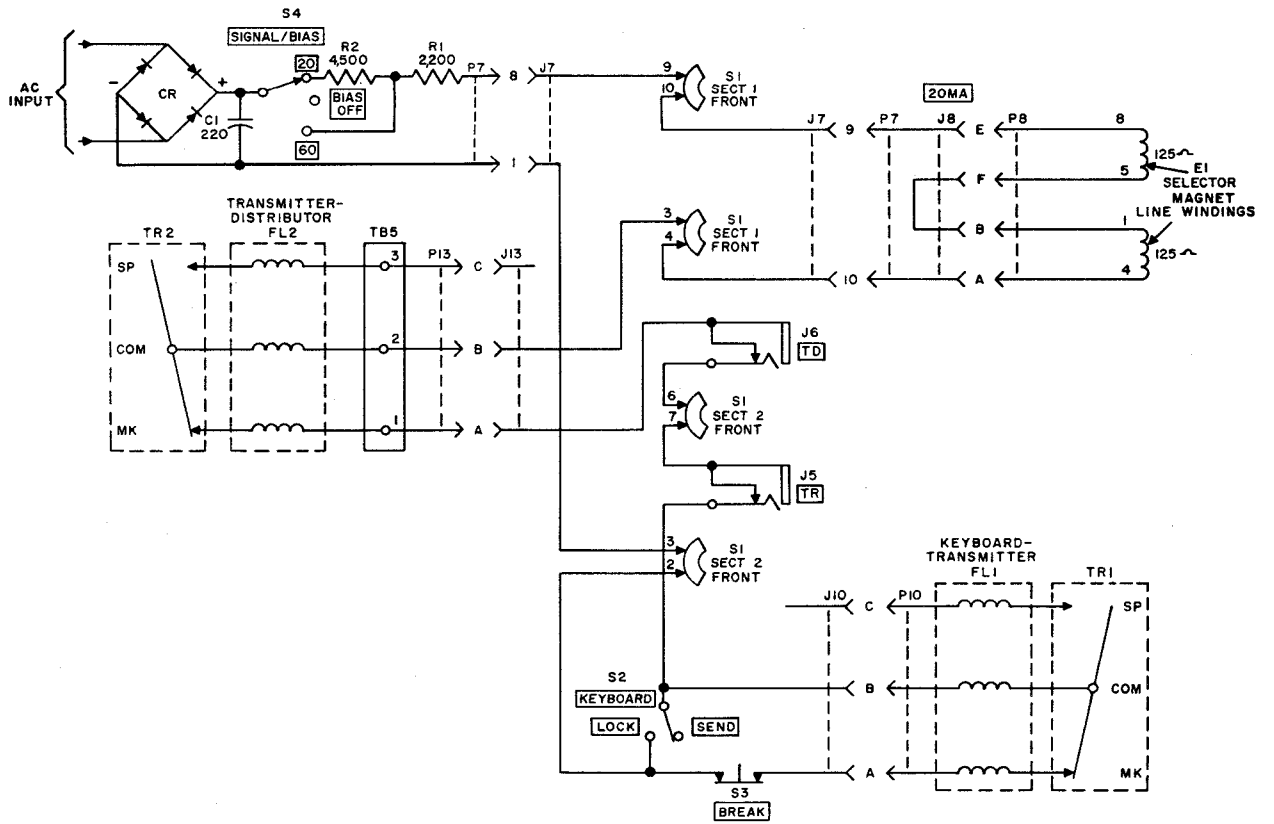 S4
SIGNAL/BIAS
AC
INPUT
-
CR
+
C1
220
20
R2
4,500
BIAS
OFF
60
R1
2,200
P7
8
J7
1
9
10
S1
SECT 1
FRONT
20MA
J7
9
P7
J8
E
P8
8
125
5
F
E1
SELECTOR
MAGNET
LINE WINDINGS
B
1
125
4
10
A
TRANSMITTER-
DISTRIBUTOR
TR2
FL2
TB5
SP
3
P13
C
J13
COM
2
B
MK
1
A
3
4
S1
SECT 1
FRONT
J6
TD
6
7
S1
SECT 2
FRONT
J5
TR
3
2
S1
SECT 2
FRONT
KEYBOARD-
TRANSMITTER
FL1
TR1
J10
C
P10
SP
S2
KEYBOARD
B
COM
LOCK
SEND
A
MK
S3
BREAK